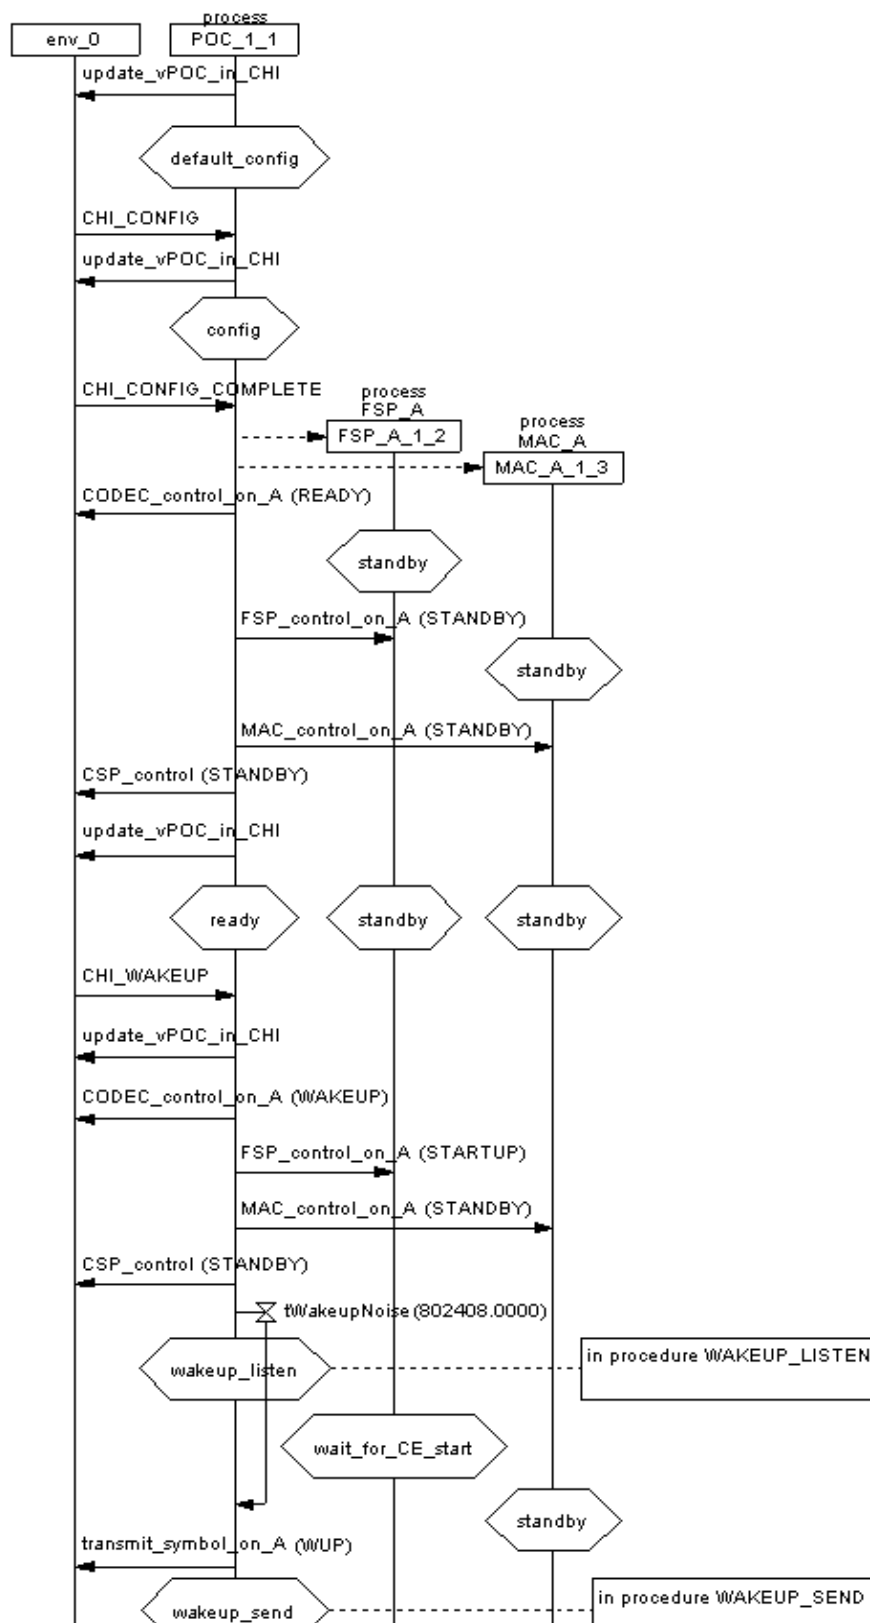 process
env_0
POC_1_1
update_vPOC_in_CHI
default_config
CHI_CONFIG
update_vPOC_in_CHI
config
CHI_CONFIG_COMPLETE
process
FSP_A
FSP_A_1_2
process
MAC_A
MAC_A_1_3
CODEC_control_on_A (READY)
standby
FSP_control_on_A (STANDBY)
standby
MAC_control_on_A (STANDBY)
CSP_control (STANDBY)
update_vPOC_in_CHI
ready
standby
standby
CHI_WAKEUP
update_vPOC_in_CHI
CODEC_control_on_A (WAKEUP)
FSP_control_on_A (STARTUP)
MAC_control_on_A (STANDBY)
CSP_control (STANDBY)
tWakeupNoise(802408.0000)
wakeup_listen
in procedure WAKEUP_LISTEN
wait_for_CE_start
standby
transmit_symbol_on_A (WUP)
wakeup_send
in procedure WAKEUP_SEND